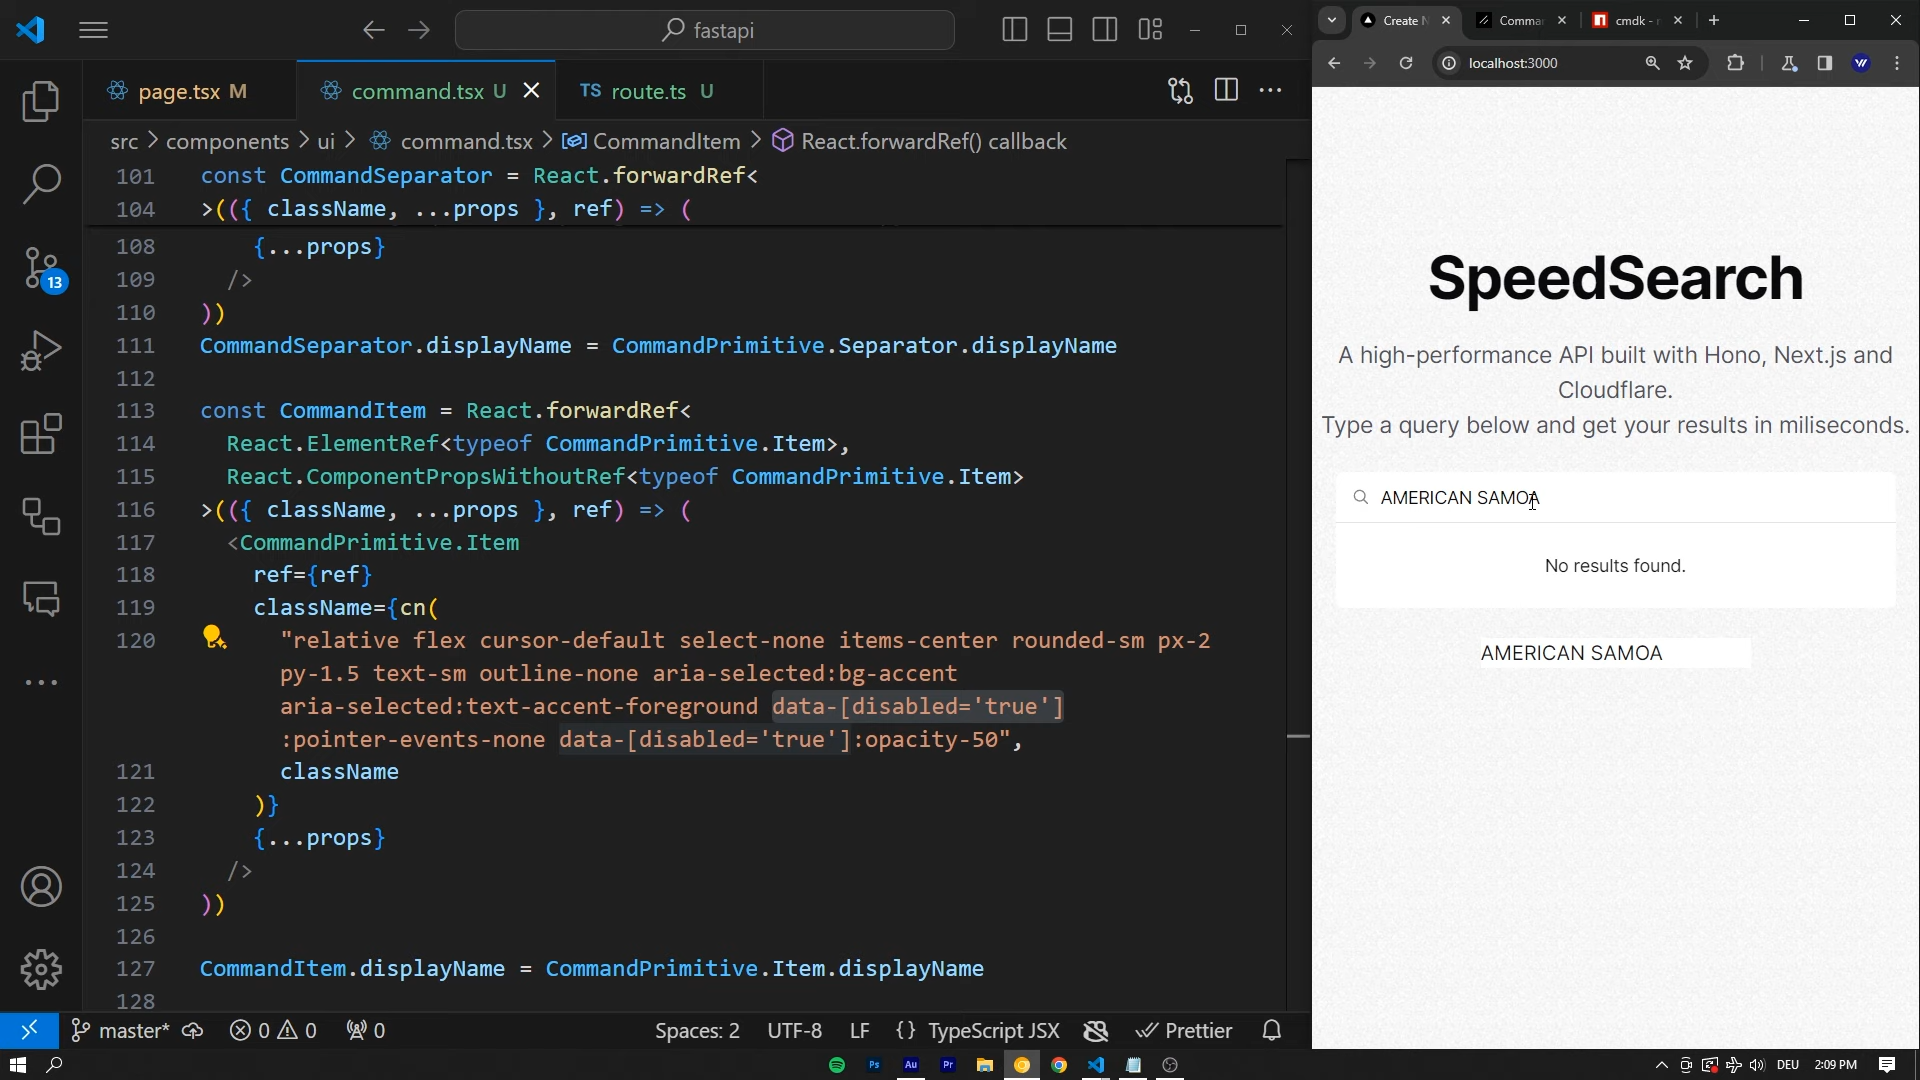 fastapi
page.tsx M
command.tsx U
TS route.ts U
src > components > ui > command.tsx > CommandItem > React.forwardRef() callback
101 const CommandSeparator = React.forwardRef<
104 >(({ className, ...props }, ref) => (
108 {...props}
109 />
110 ))
111 CommandSeparator.displayName = CommandPrimitive.Separator.displayName
112
113 const CommandItem = React.forwardRef<
114 React.ElementRef<typeof CommandPrimitive.Item>,
115 React.ComponentPropsWithoutRef<typeof CommandPrimitive.Item>
116 >(({ className, ...props }, ref) => (
117 <CommandPrimitive.Item
118 ref={ref}
119 className={cn(
120 "relative flex cursor-default select-none items-center rounded-sm px-2
py-1.5 text-sm outline-none aria-selected:bg-accent
aria-selected:text-accent-foreground data-[disabled='true']
:pointer-events-none data-[disabled='true']:opacity-50",
121 className
122 )}
123 {...props}
124 />
125 ))
126
127 CommandItem.displayName = CommandPrimitive.Item.displayName
128
13
master* 0 0 0
Spaces: 2 UTF-8 LF {} TypeScript JSX Prettier
Create N
Comma
cmdk -
localhost:3000
SpeedSearch
A high-performance API built with Hono, Next.js and
Cloudflare.
Type a query below and get your results in miliseconds.
AMERICAN SAMOA
No results found.
AMERICAN SAMOA
Ps Au Pr
DEU 2:09 PM